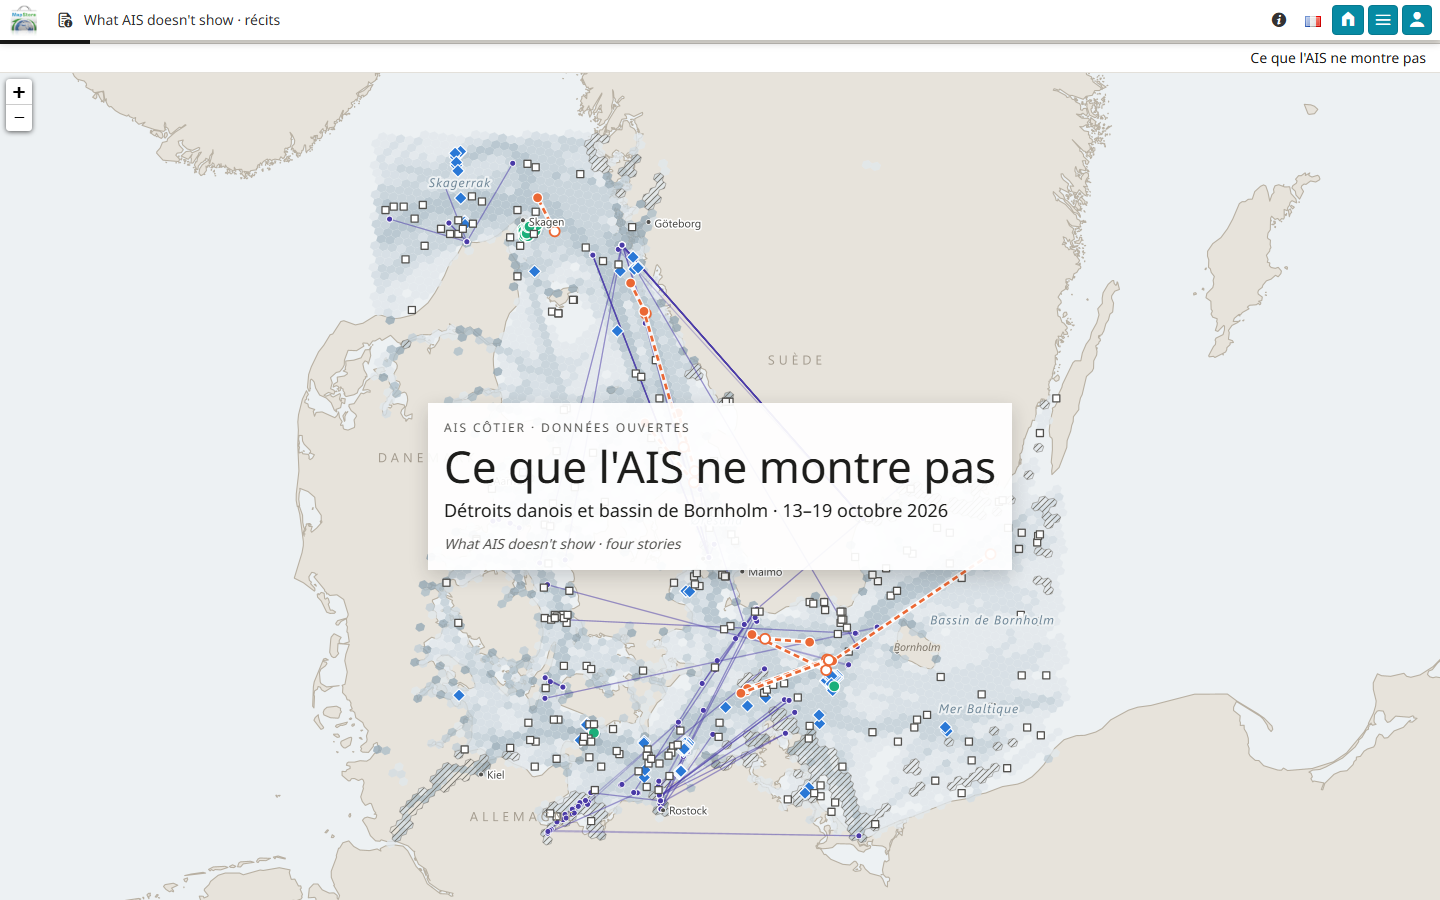 What AIS doesn't show · récits
Ce que l'AIS ne montre pas
+
−
Skagerrak
Skagen
Göteborg
SUÈDE
DANE
AIS CÔTIER · DONNÉES OUVERTES
Ce que l'AIS ne montre pas
Détroits danois et bassin de Bornholm · 13–19 octobre 2026
What AIS doesn't show · four stories
Malmö
Bassin de Bornholm
Bornholm
Mer Baltique
Kiel
Rostock
ALLEMA